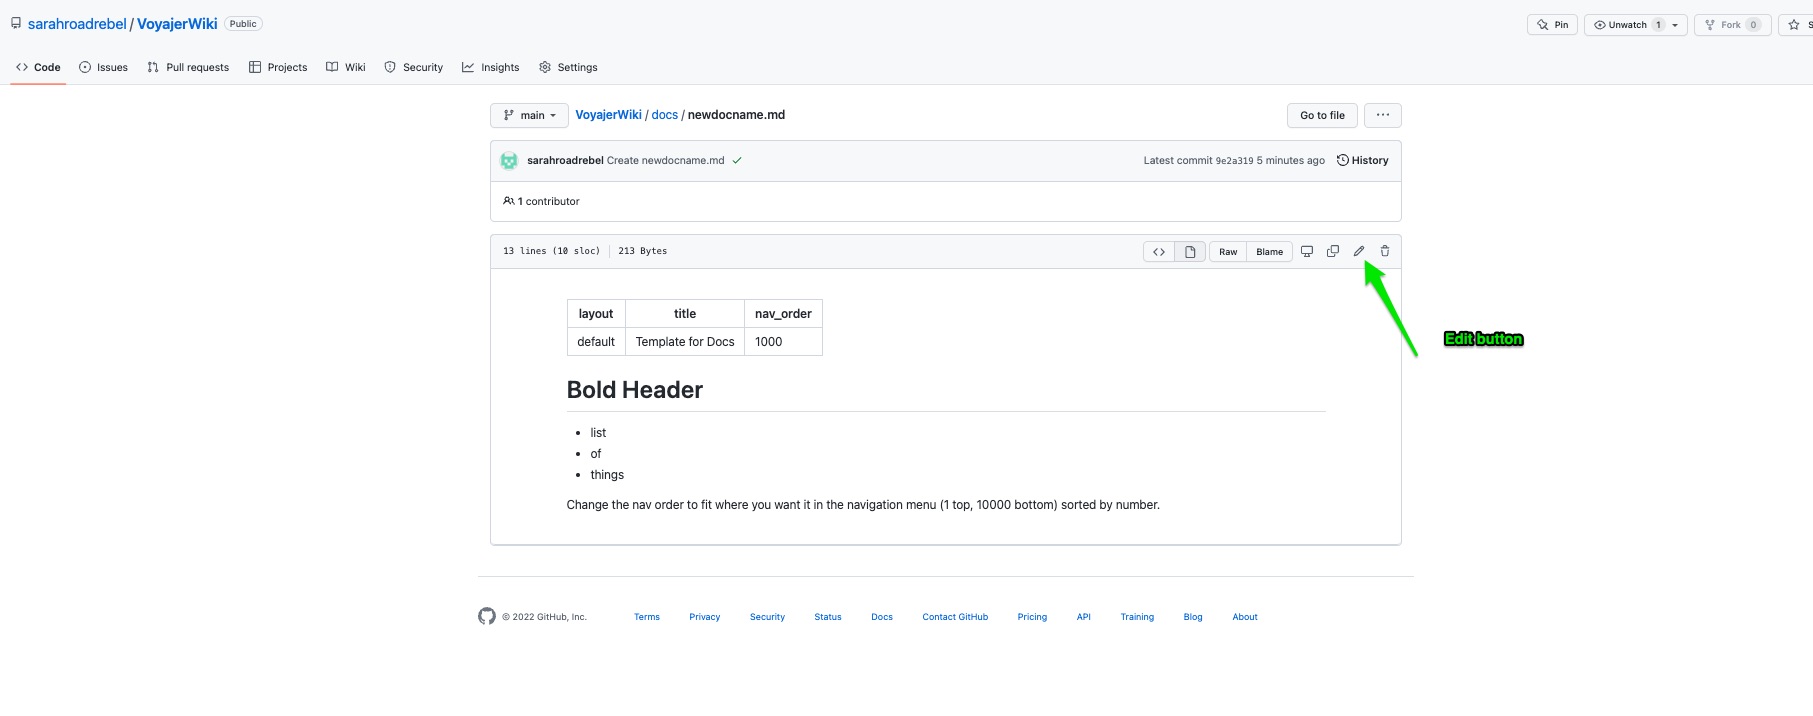 sarahroadrebel / VoyajerWiki Public
Pin Unwatch 1 Fork 0 S
Code Issues Pull requests Projects Wiki Security Insights Settings
main VoyajerWiki / docs / newdocname.md Go to file ...
sarahroadrebel Create newdocname.md Latest commit 9e2a319 5 minutes ago History
1 contributor
13 lines (10 sloc) 213 Bytes <> Raw Blame
layout title nav_order
default Template for Docs 1000
Edit button
Bold Header
• list
• of
• things
Change the nav order to fit where you want it in the navigation menu (1 top, 10000 bottom) sorted by number.
© 2022 GitHub, Inc. Terms Privacy Security Status Docs Contact GitHub Pricing API Training Blog About